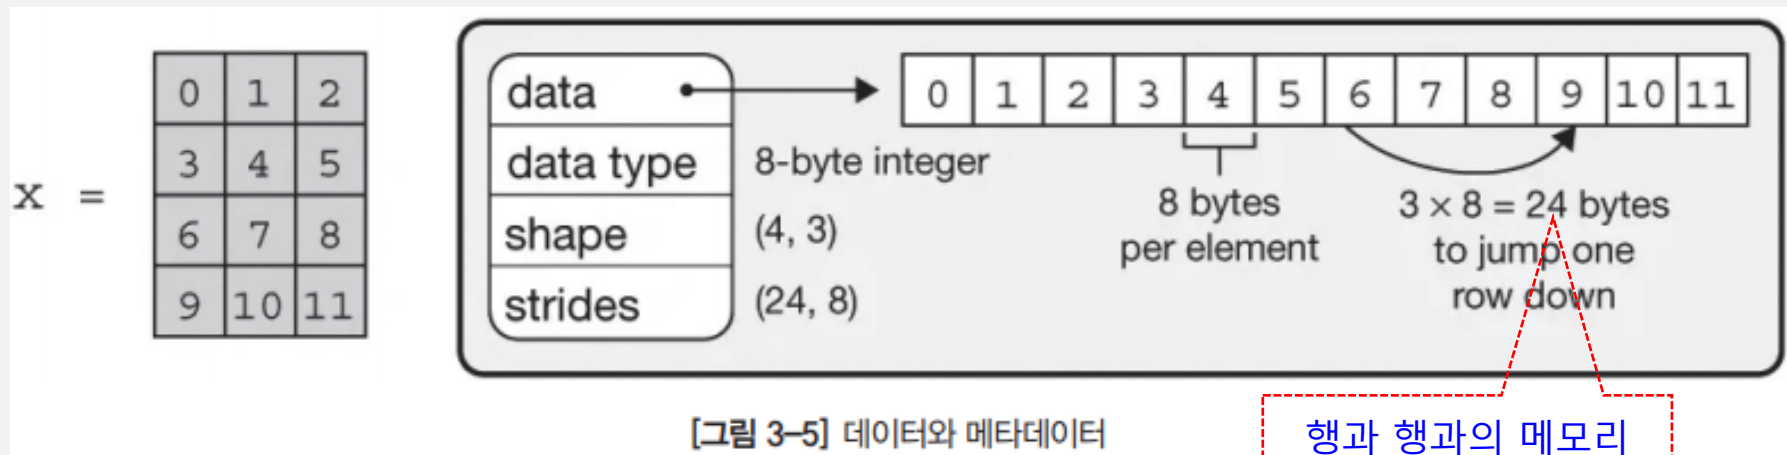 x =
0 1 2
3 4 5
6 7 8
9 10 11
data
0 1 2 3 4 5 6 7 8 9 10 11
data type 8-byte integer
shape (4, 3)
strides (24, 8)
8 bytes
per element
3 × 8 = 24 bytes
to jump one
row down
[그림 3–5] 데이터와 메타데이터
행과 행과의 메모리